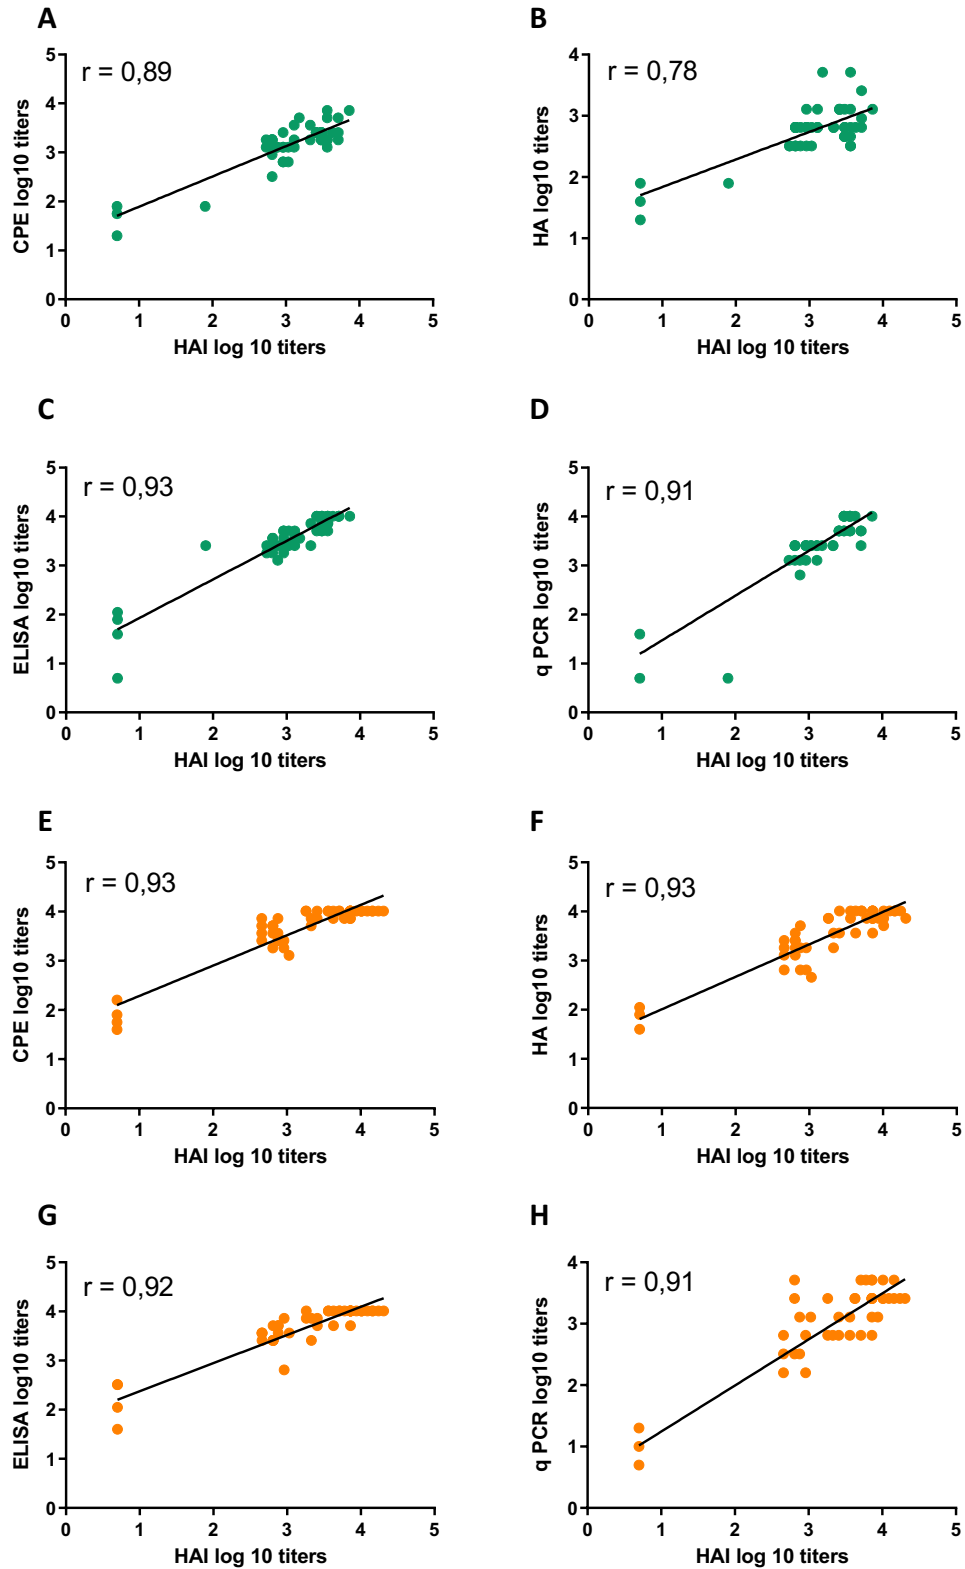 A
r = 0,89
CPE log10 titers
5
4
3
2
1
0
0 1 2 3 4 5
HAI log 10 titers
B
r = 0,78
HA log10 titers
4
3
2
1
0
0 1 2 3 4 5
HAI log 10 titers
C
r = 0,93
ELISA log10 titers
5
4
3
2
1
0
0 1 2 3 4 5
HAI log 10 titers
D
r = 0,91
q PCR log10 titers
5
4
3
2
1
0
0 1 2 3 4 5
HAI log 10 titers
E
r = 0,93
CPE log10 titers
5
4
3
2
1
0
0 1 2 3 4 5
HAI log 10 titers
F
r = 0,93
HA log10 titers
5
4
3
2
1
0
0 1 2 3 4 5
HAI log 10 titers
G
r = 0,92
ELISA log10 titers
5
4
3
2
1
0
0 1 2 3 4 5
HAI log 10 titers
H
r = 0,91
q PCR log10 titers
4
3
2
1
0
0 1 2 3 4 5
HAI log 10 titers